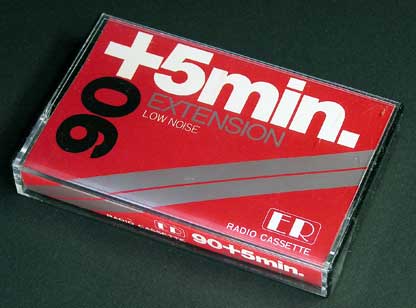 90
+5min.
EXTENSION
LOW NOISE
ER
RADIO CASSETTE
RADIO CASSETTE ER 90+5min.